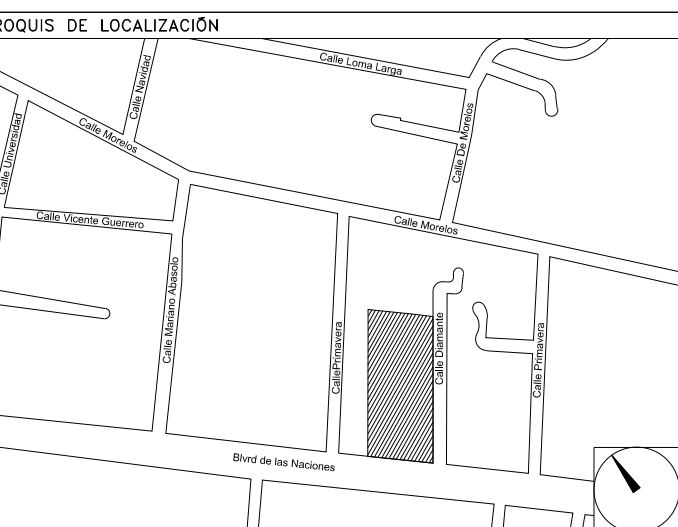 ROQUIS DE LOCALIZACIÓN
Calle Loma Larga
Calle Navidad
Calle Morelos
Calle Universidad
Calle De Morelos
Calle Vicente Guerrero
Calle Morelos
Calle Mariano Abasolo
CallePrimavera
Calle Diamante
Calle Primavera
Blvrd de las Naciones